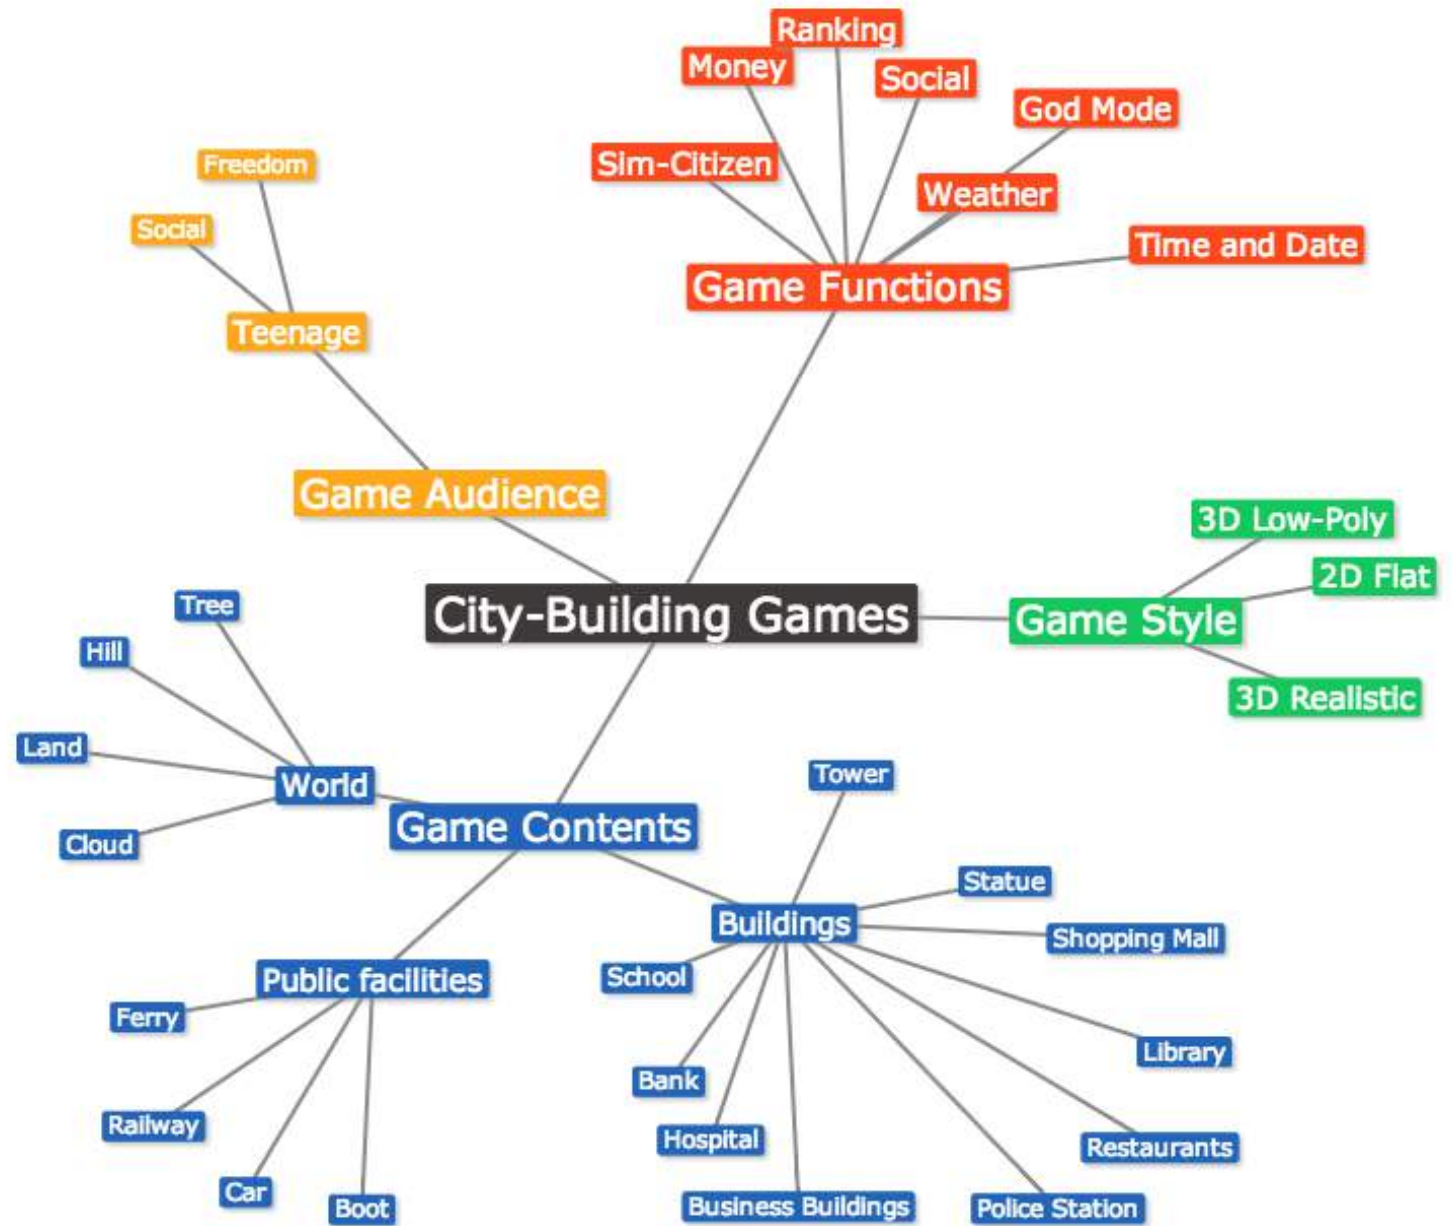 Ranking
Money
Social
God Mode
Sim-Citizen
Weather
Time and Date
Game Functions
Freedom
Social
Teenage
Game Audience
City-Building Games
3D Low-Poly
2D Flat
Game Style
3D Realistic
Tree
Hill
Land
World
Cloud
Game Contents
Tower
Statue
Buildings
Shopping Mall
School
Library
Bank
Hospital
Restaurants
Business Buildings
Police Station
Public facilities
Ferry
Railway
Car
Boot